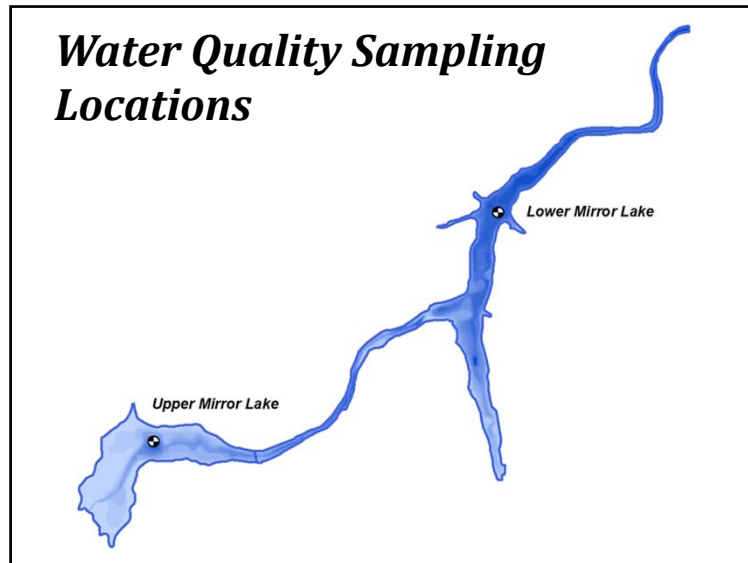 Water Quality Sampling
Locations
Lower Mirror Lake
Upper Mirror Lake